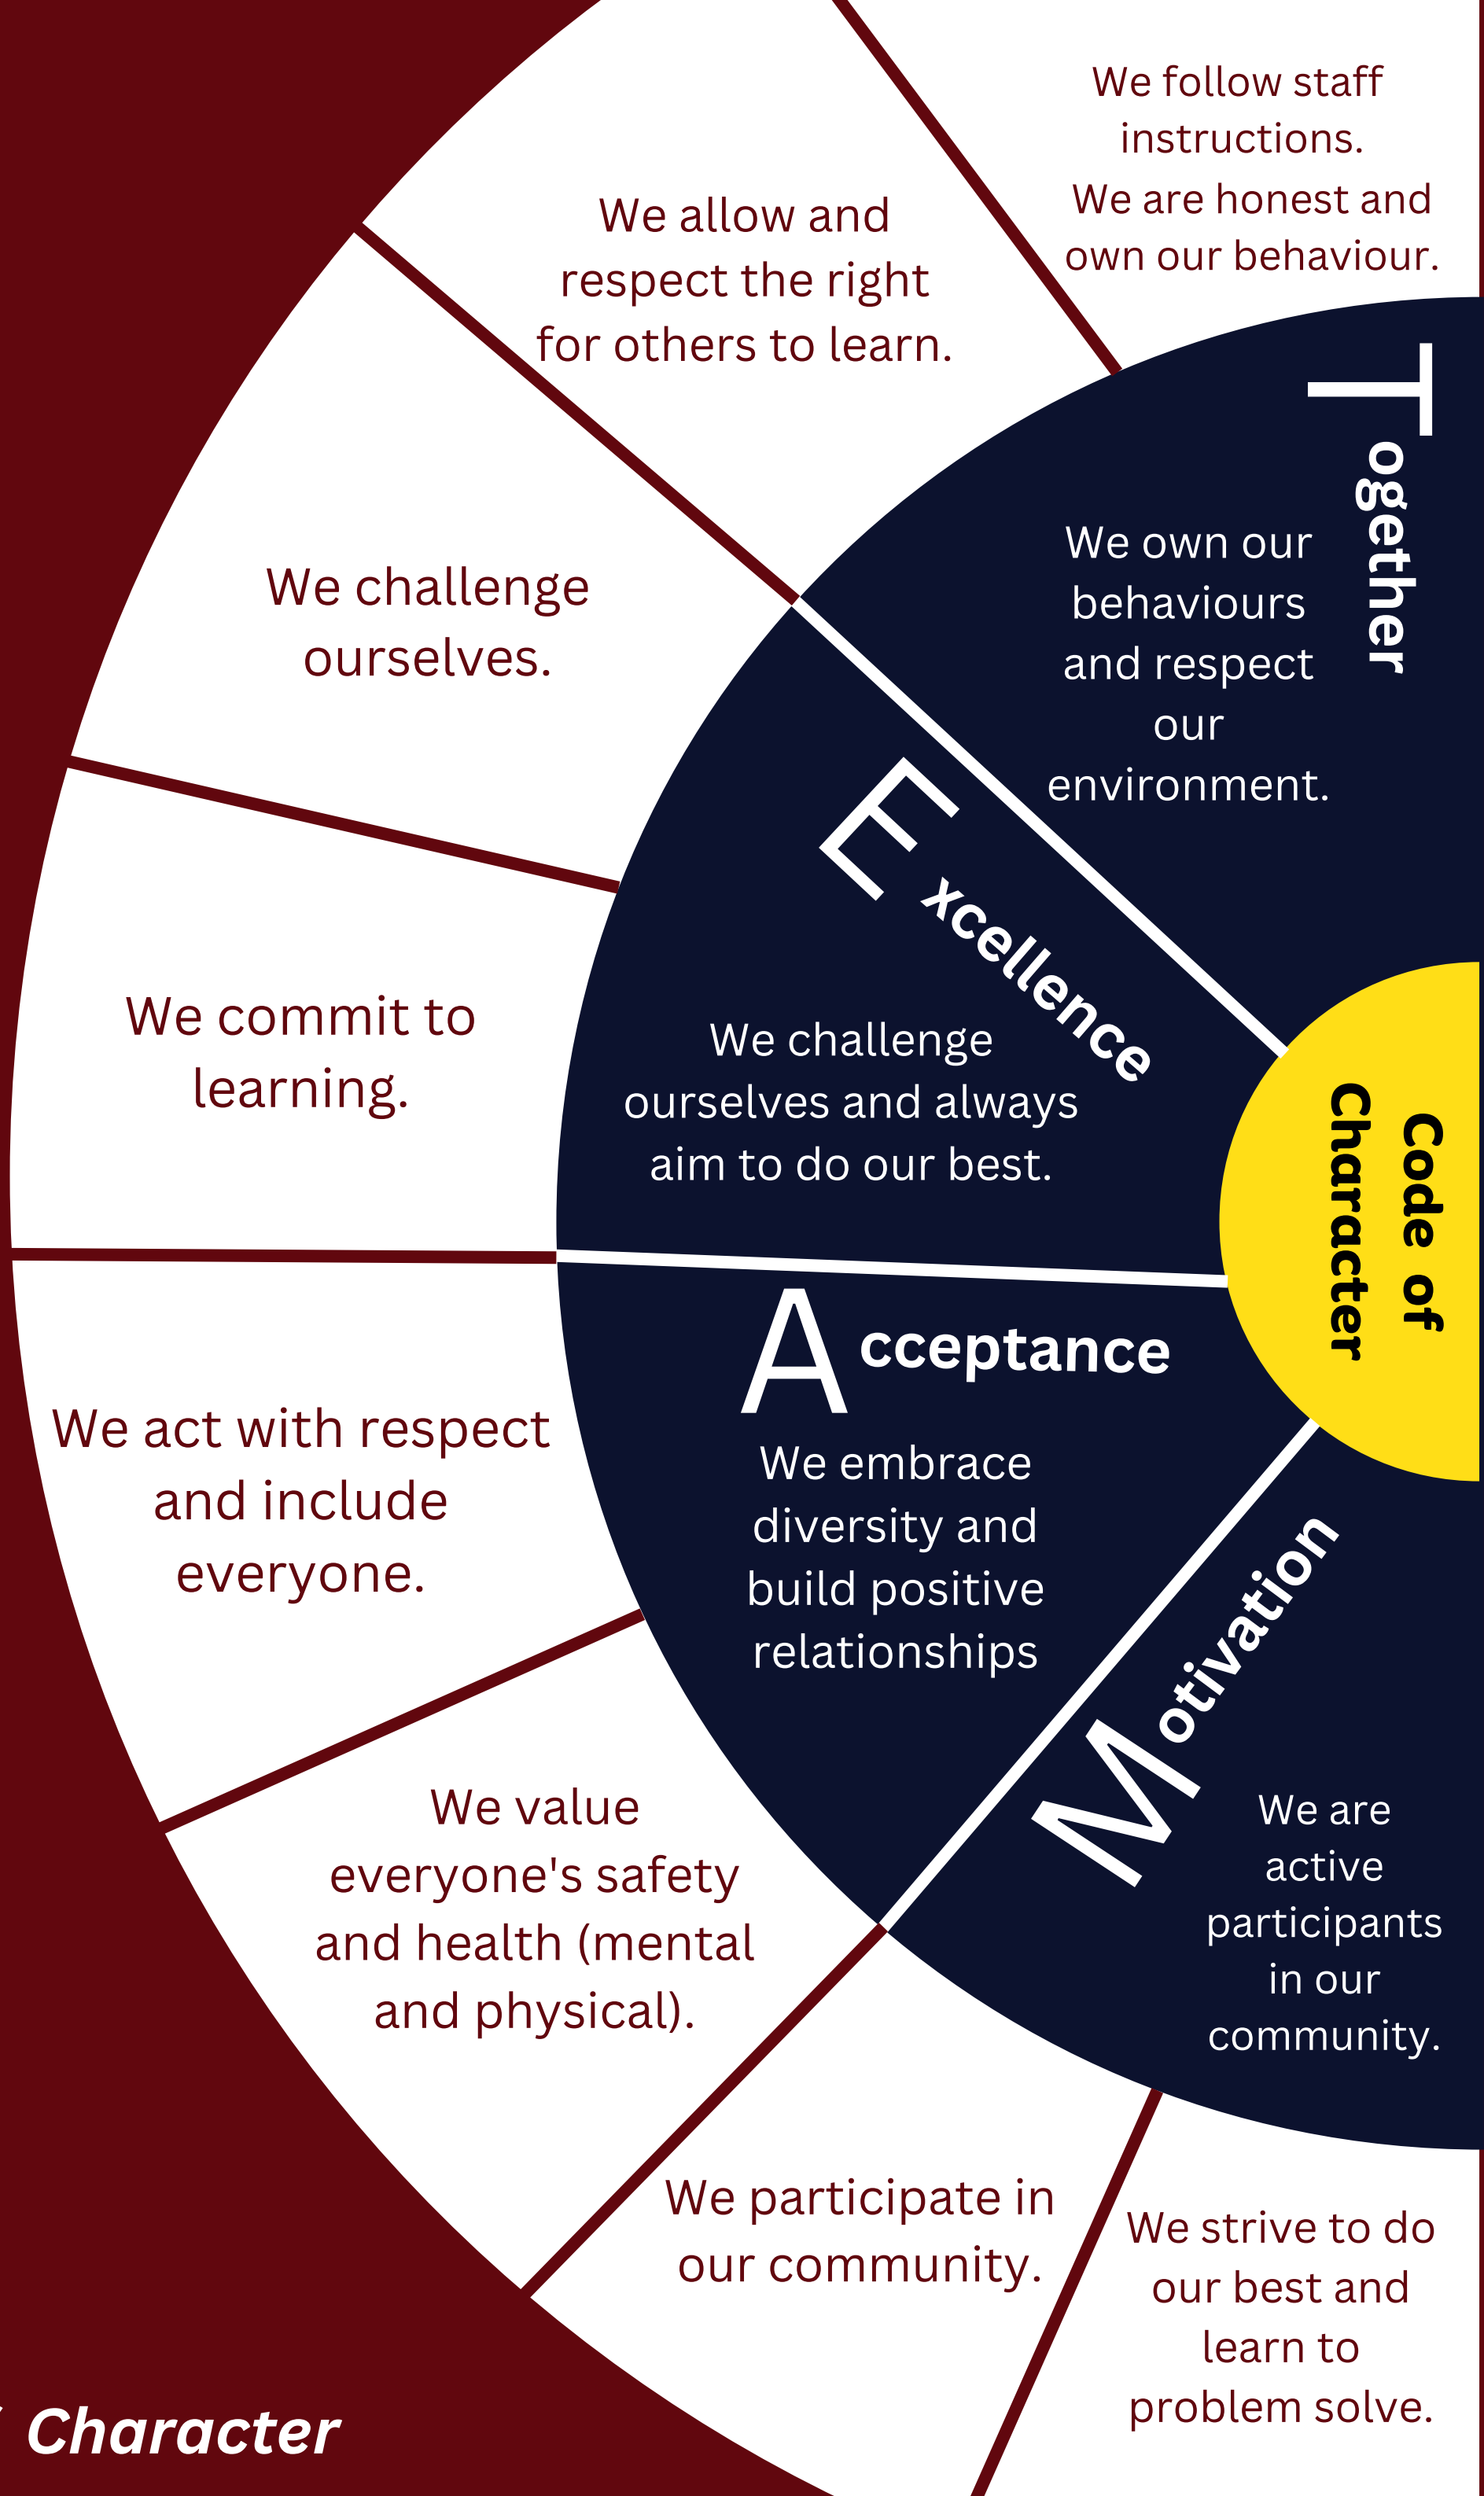 We follow staff
instructions.
We are honest and
own our behaviour.
We allow and
respect the right
for others to learn.
Together
We own our
behaviours
and respect
our
environment.
We challenge
ourselves.
Excellence
We challenge
ourselves and always
aim to do our best.
We commit to
learning.
Code of
Character
Acceptance
We embrace
diversity and
build positive
relationships
We act with respect
and include
everyone.
Motivation
We are
active
participants
in our
community.
We value
everyone's safety
and health (mental
and physical).
We participate in
our community.
We strive to do
our best and
learn to
problem solve.
Character